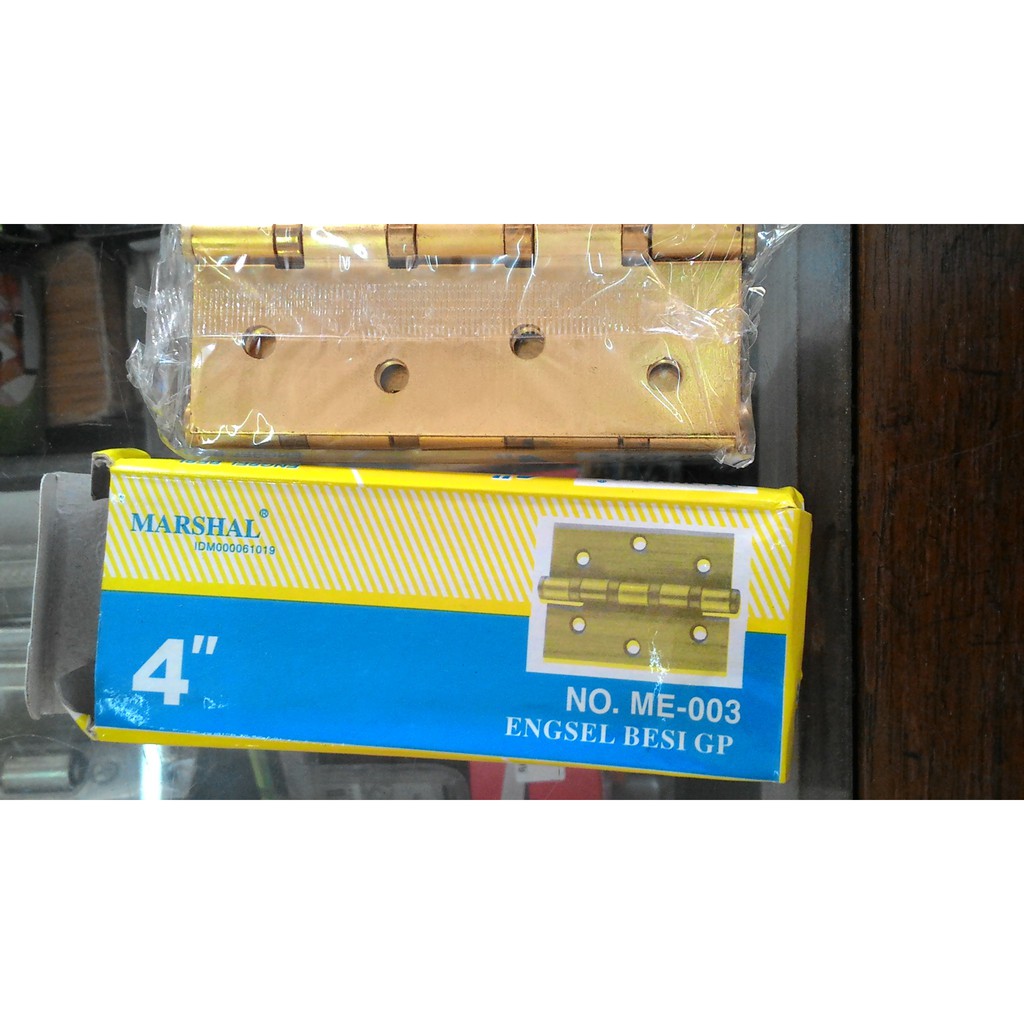 MARSHAL®
IDM000061019
4"
NO. ME-003
ENGSEL BESI GP